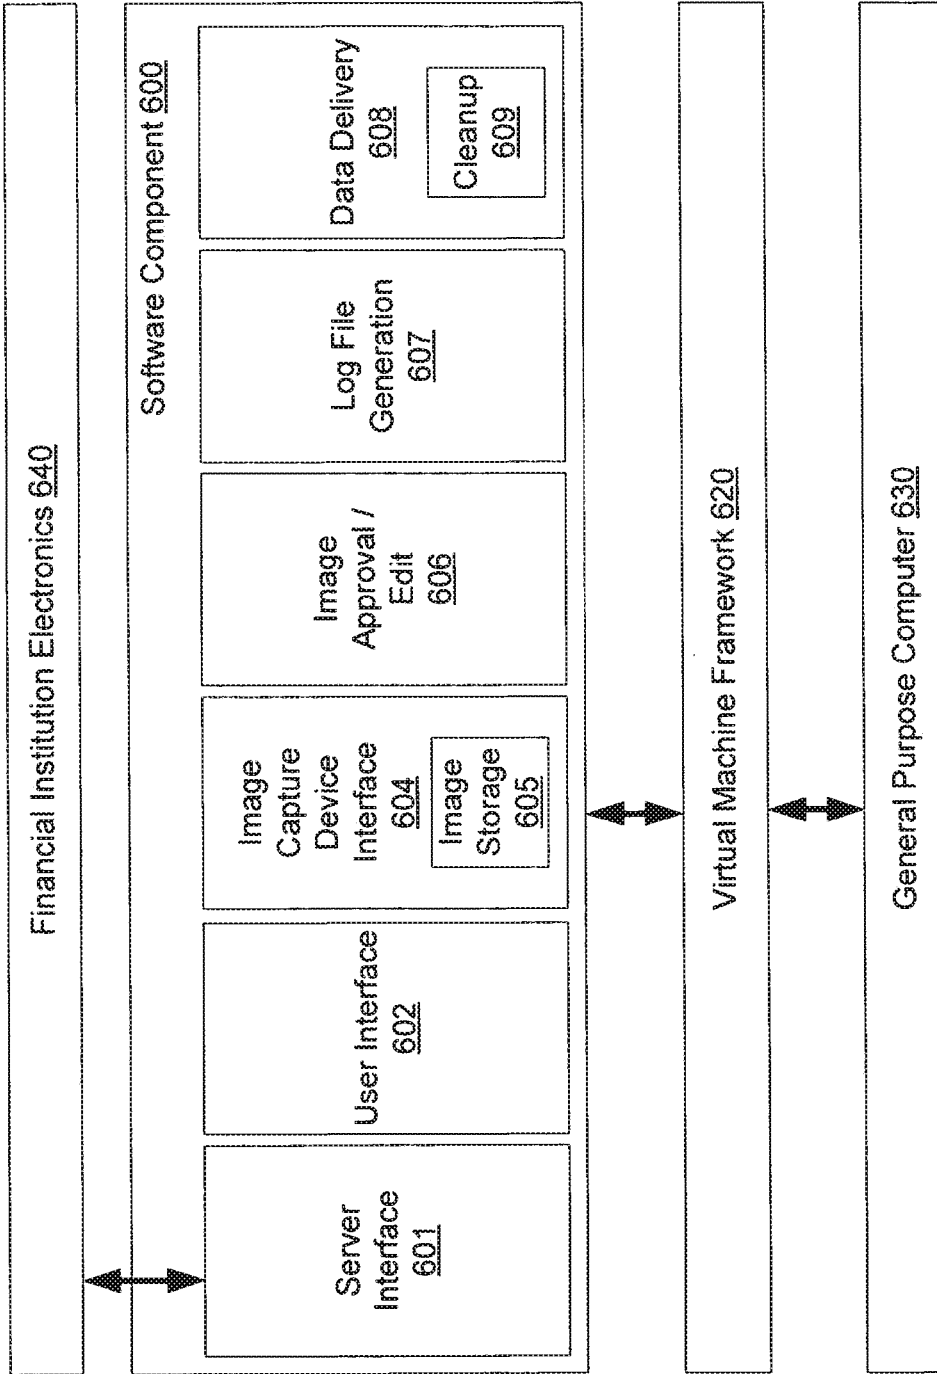 Financial Institution Electronics 640
Software Component 600
Server
Interface
601
User Interface
602
Image
Capture
Device
Interface
604
Image
Storage
605
Image
Approval /
Edit
606
Log File
Generation
607
Data Delivery
608
Cleanup
609
Virtual Machine Framework 620
General Purpose Computer 630